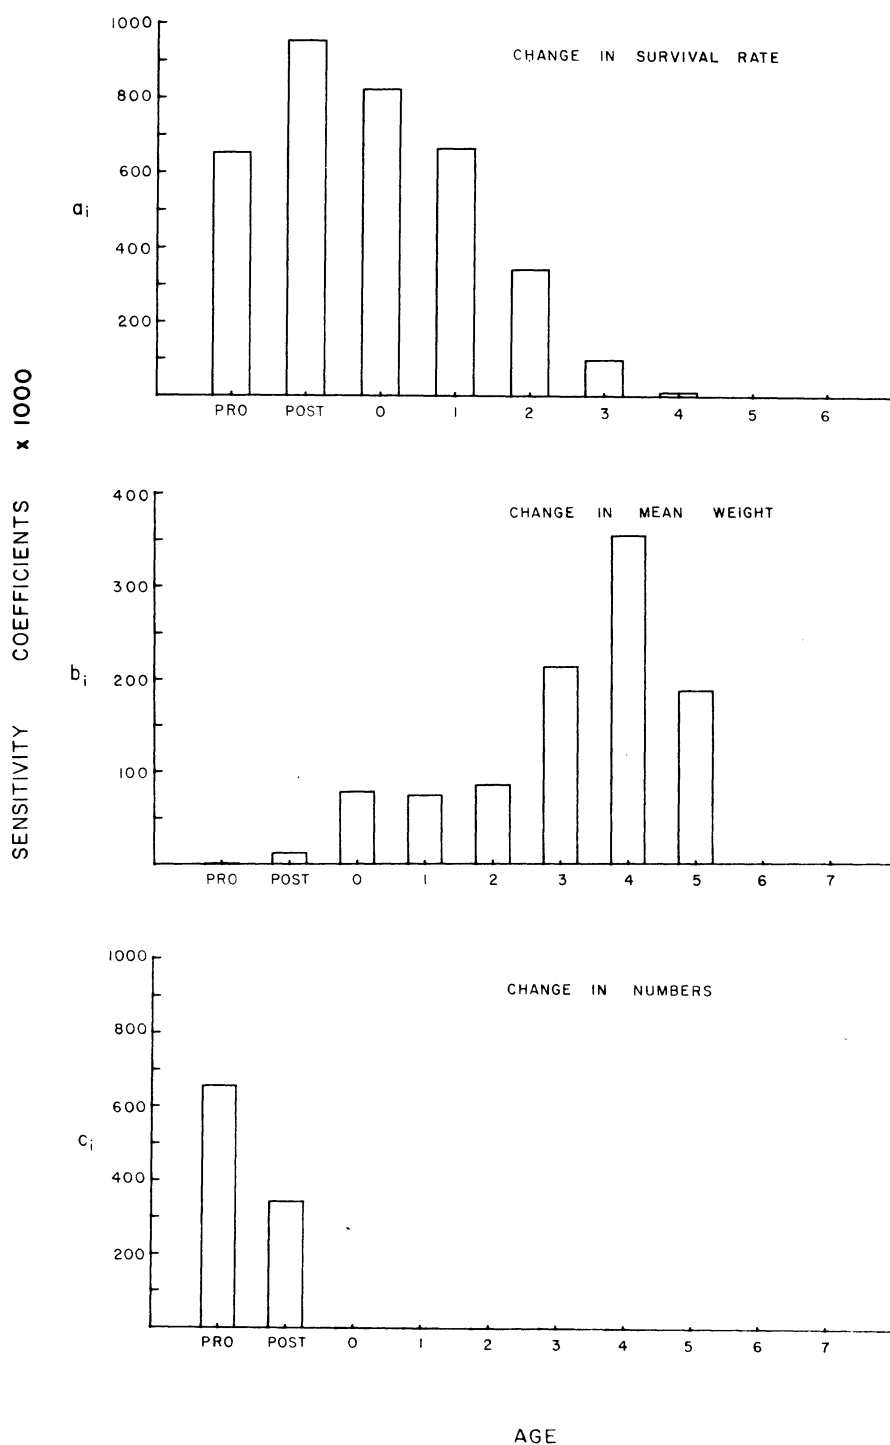 SENSITIVITY COEFFICIENTS x 1000
CHANGE IN SURVIVAL RATE
ai
1000
800
600
400
200
PRO POST 0 1 2 3 4 5 6
CHANGE IN MEAN WEIGHT
bi
400
300
200
100
PRO POST 0 1 2 3 4 5 6 7
CHANGE IN NUMBERS
ci
1000
800
600
400
200
PRO POST 0 1 2 3 4 5 6 7
AGE